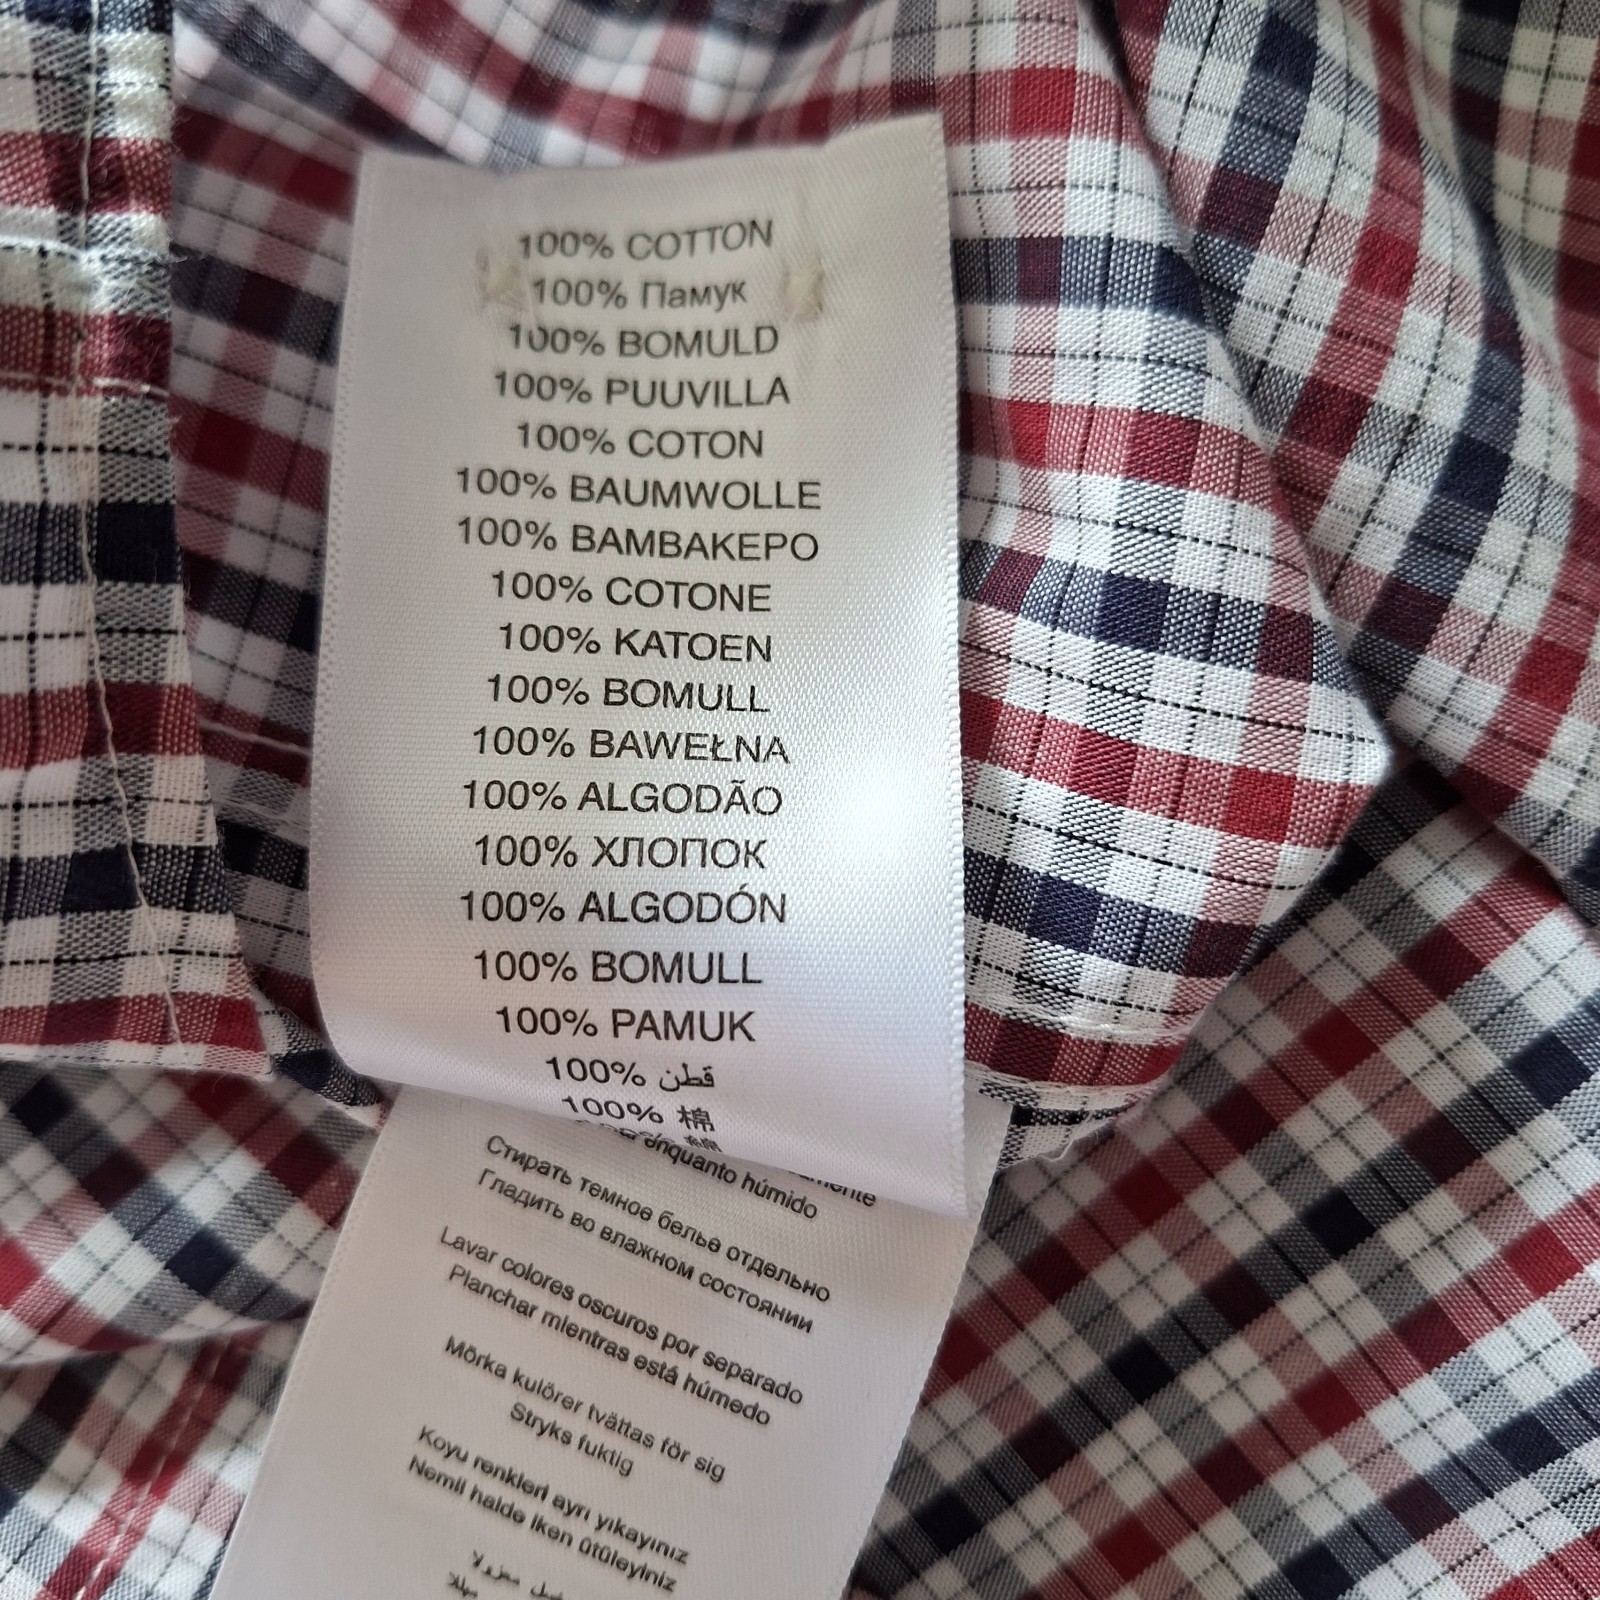 100% COTTON
100% Памук
100% BOMULD
100% PUUVILLA
100% COTON
100% BAUMWOLLE
100% BAMBAKEPO
100% COTONE
100% KATOEN
100% BOMULL
100% BAWEŁNA
100% ALGODÃO
100% ХЛОПОК
100% ALGODÓN
100% BOMULL
100% PAMUK
100% قطن
100% 棉
enquanto húmido
Стирать темное белье отдельно
Гладить во влажном состоянии
Lavar colores oscuros por separado
Planchar mientras está húmedo
Mörka kulörer tvättas för sig
Stryks fuktig
Koyu renkleri ayrı yıkayınız
Nemli halde iken ütüleyiniz